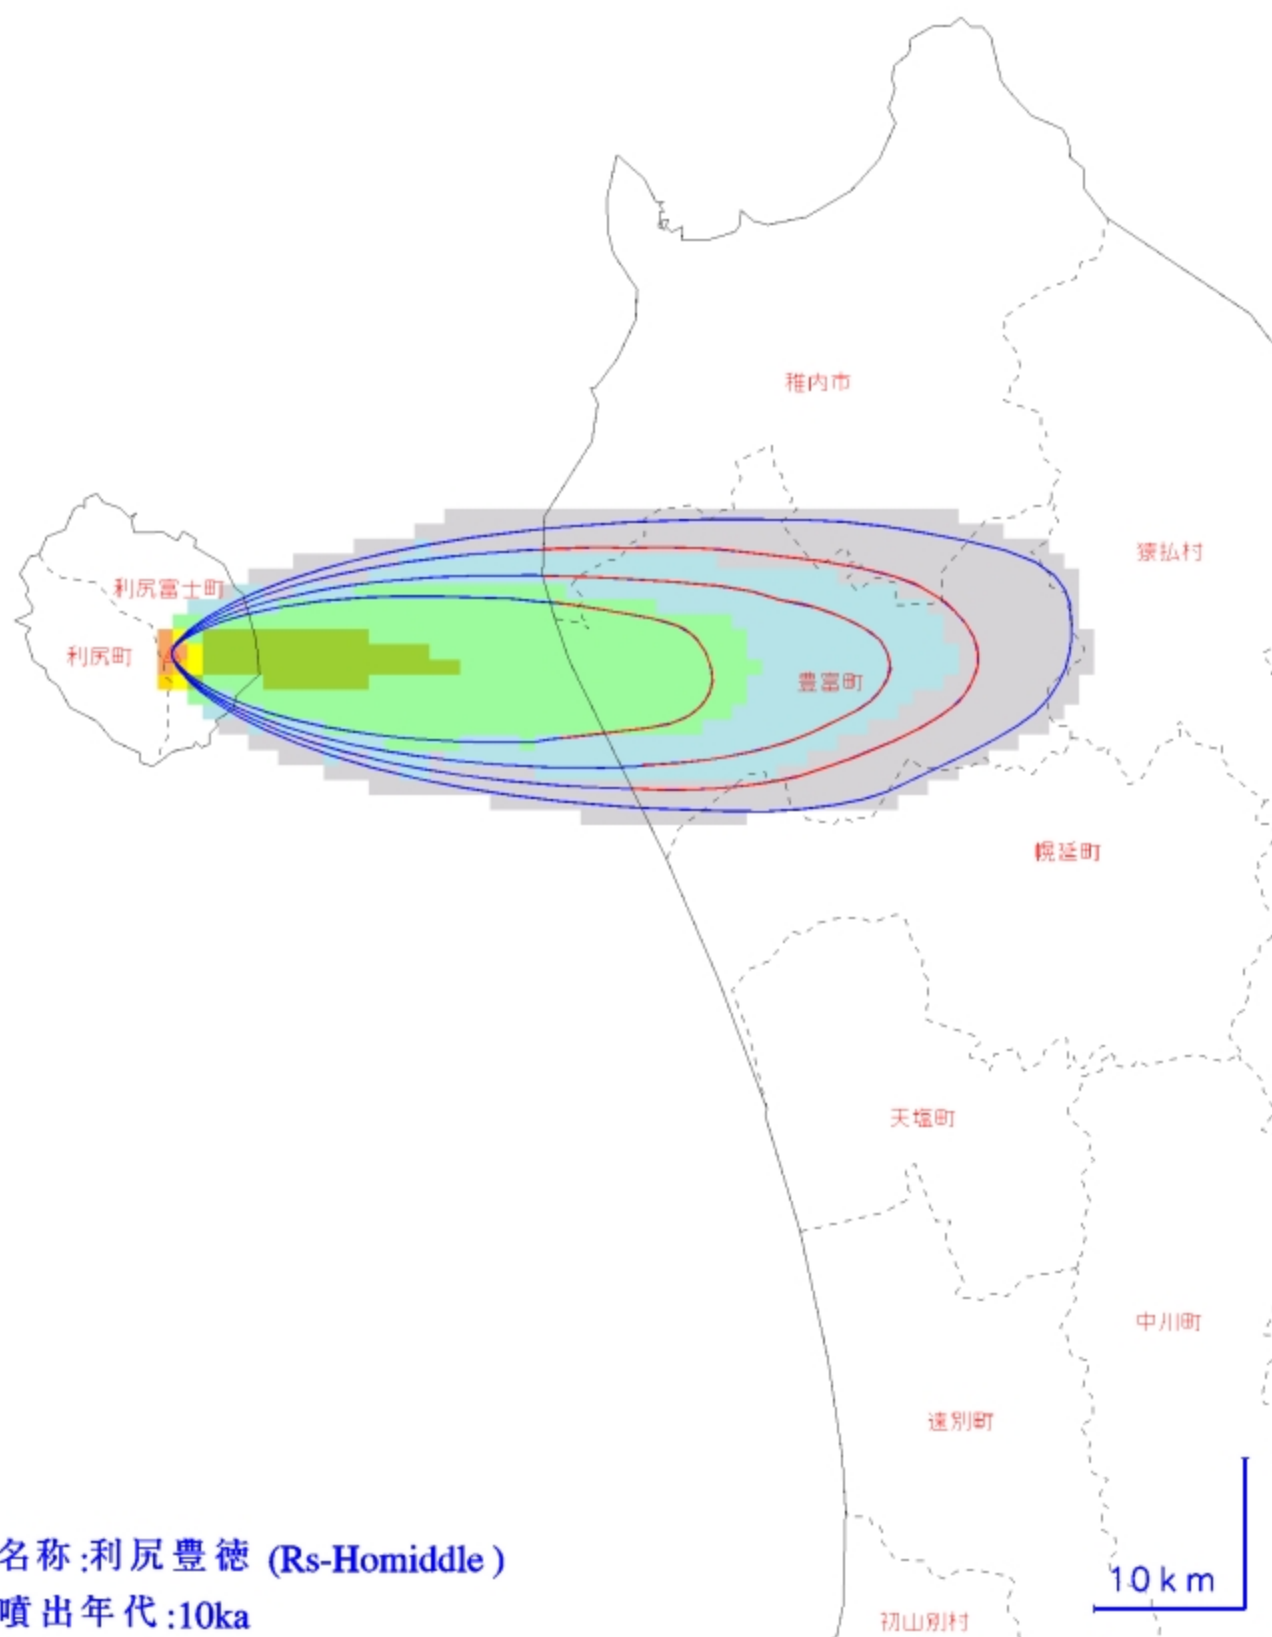 稚内市
猿払村
利尻富士町
利尻町
豊富町
幌延町
天塩町
中川町
遠別町
初山別村
10km
名称:利尻豊徳 (Rs-Homiddle )
噴出年代:10ka